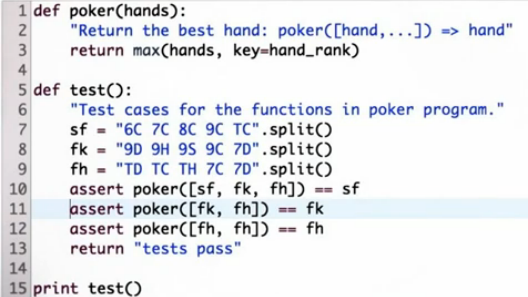 1 def poker(hands):
2     "Return the best hand: poker([hand,...]) => hand"
3     return max(hands, key=hand_rank)
4
5 def test():
6     "Test cases for the functions in poker program."
7     sf = "6C 7C 8C 9C TC".split()
8     fk = "9D 9H 9S 9C 7D".split()
9     fh = "TD TC TH 7C 7D".split()
10     assert poker([sf, fk, fh]) == sf
11     assert poker([fk, fh]) == fk
12     assert poker([fh, fh]) == fh
13     return "tests pass"
14
15 print test()